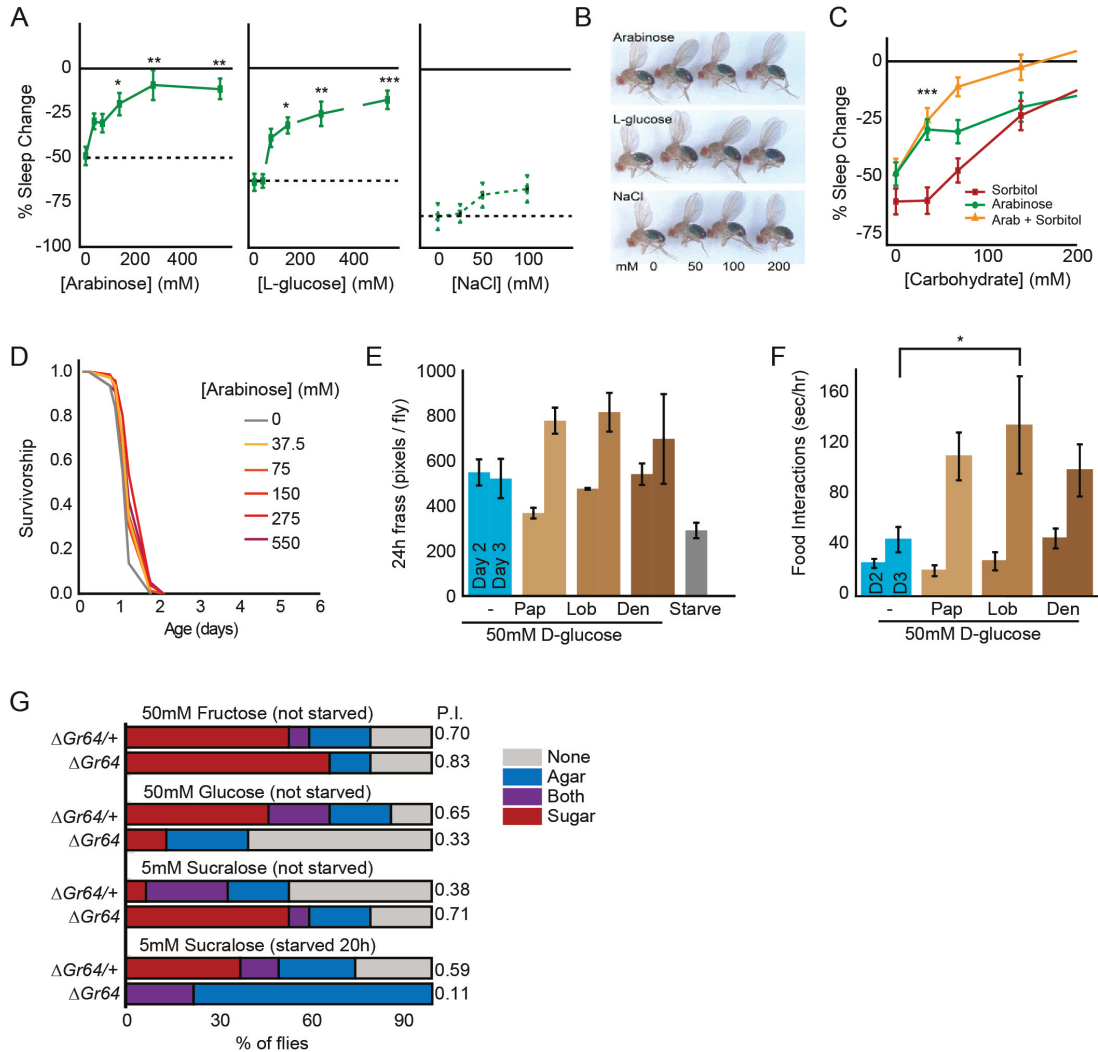 A
% Sleep Change
0
-25
-50
-75
-100
* ** **
0 200 400
[Arabinose] (mM)
* ** ***
0 200 400
[L-glucose] (mM)
0 50 100
[NaCl] (mM)
B
Arabinose
L-glucose
NaCl
mM 0 50 100 200
C
% Sleep Change
0
-25
-50
-75
***
Sorbitol
Arabinose
Arab + Sorbitol
0 50 100 150 200
[Carbohydrate] (mM)
D
Survivorship
1.0
0.8
0.6
0.4
0.2
0.0
[Arabinose] (mM)
0
37.5
75
150
275
550
0 1 2 3 4 5 6
Age (days)
E
24h frass (pixels / fly)
1000
800
600
400
200
0
Day 2
Day 3
- Pap Lob Den Starve
50mM D-glucose
F
Food Interactions (sec/hr)
160
120
80
40
0
*
D2
D3
- Pap Lob Den
50mM D-glucose
G
50mM Fructose (not starved) P.I.
ΔGr64/+ 0.70
ΔGr64 0.83
50mM Glucose (not starved)
ΔGr64/+ 0.65
ΔGr64 0.33
5mM Sucralose (not starved)
ΔGr64/+ 0.38
ΔGr64 0.71
5mM Sucralose (starved 20h)
ΔGr64/+ 0.59
ΔGr64 0.11
0 30 60 90
% of flies
None
Agar
Both
Sugar